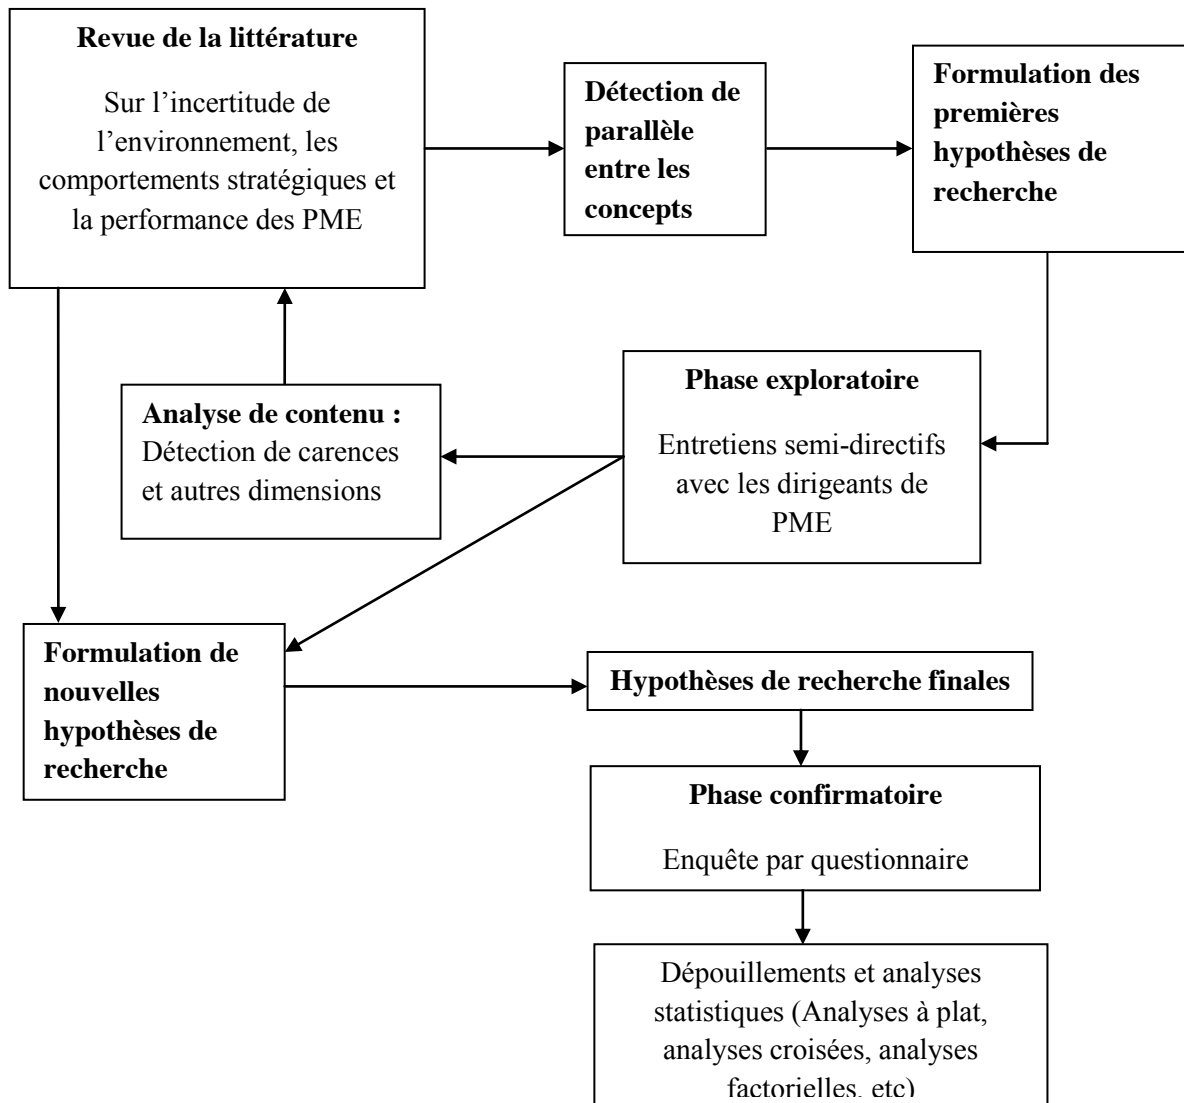 Revue de la littérature
Sur l’incertitude de
l’environnement, les
comportements stratégiques et
la performance des PME
Détection de
parallèle
entre les
concepts
Formulation des
premières
hypothèses de
recherche
Phase exploratoire
Entretiens semi-directifs
avec les dirigeants de
PME
Analyse de contenu :
Détection de carences
et autres dimensions
Formulation de
nouvelles
hypothèses de
recherche
Hypothèses de recherche finales
Phase confirmatoire
Enquête par questionnaire
Dépouillements et analyses
statistiques (Analyses à plat,
analyses croisées, analyses
factorielles, etc)